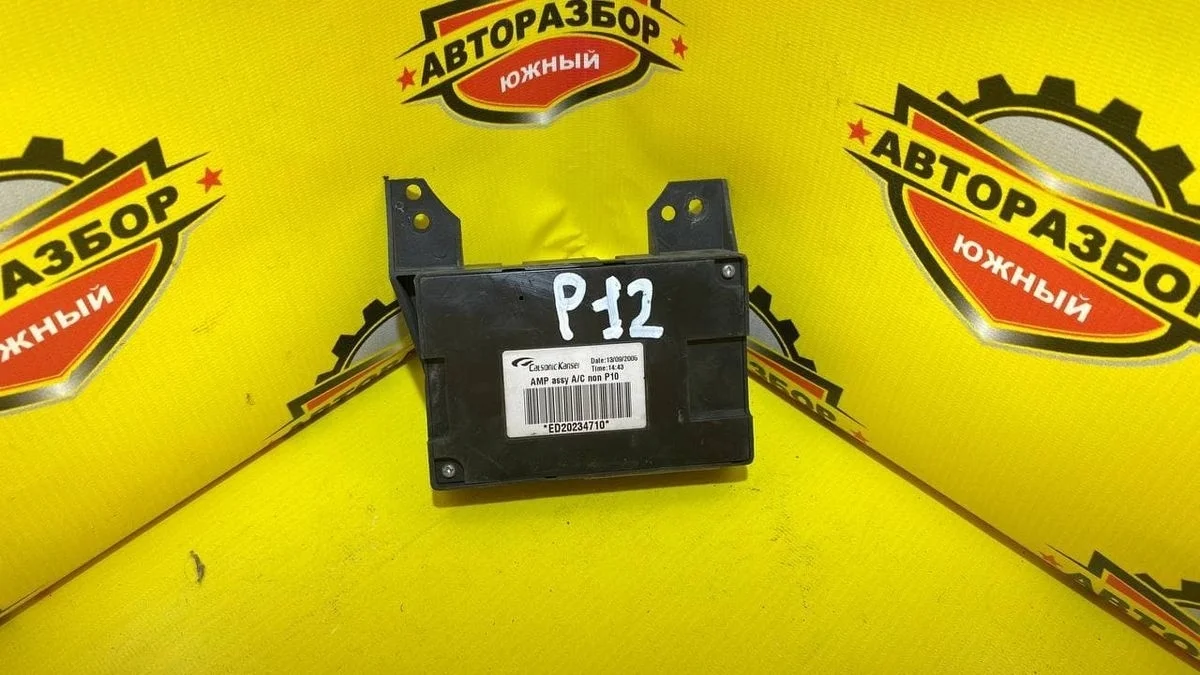 АВТОРАЗБОР
ЮЖНЫЙ
АВТОРАЗБОР
ЮЖНЫЙ
АЗБОР
ЖНЫЙ
P12
Calsonic Kansei
Date:13/09/2006
Time:14:43
AMP assy A/C non P10
*ED20234710*
АВТО